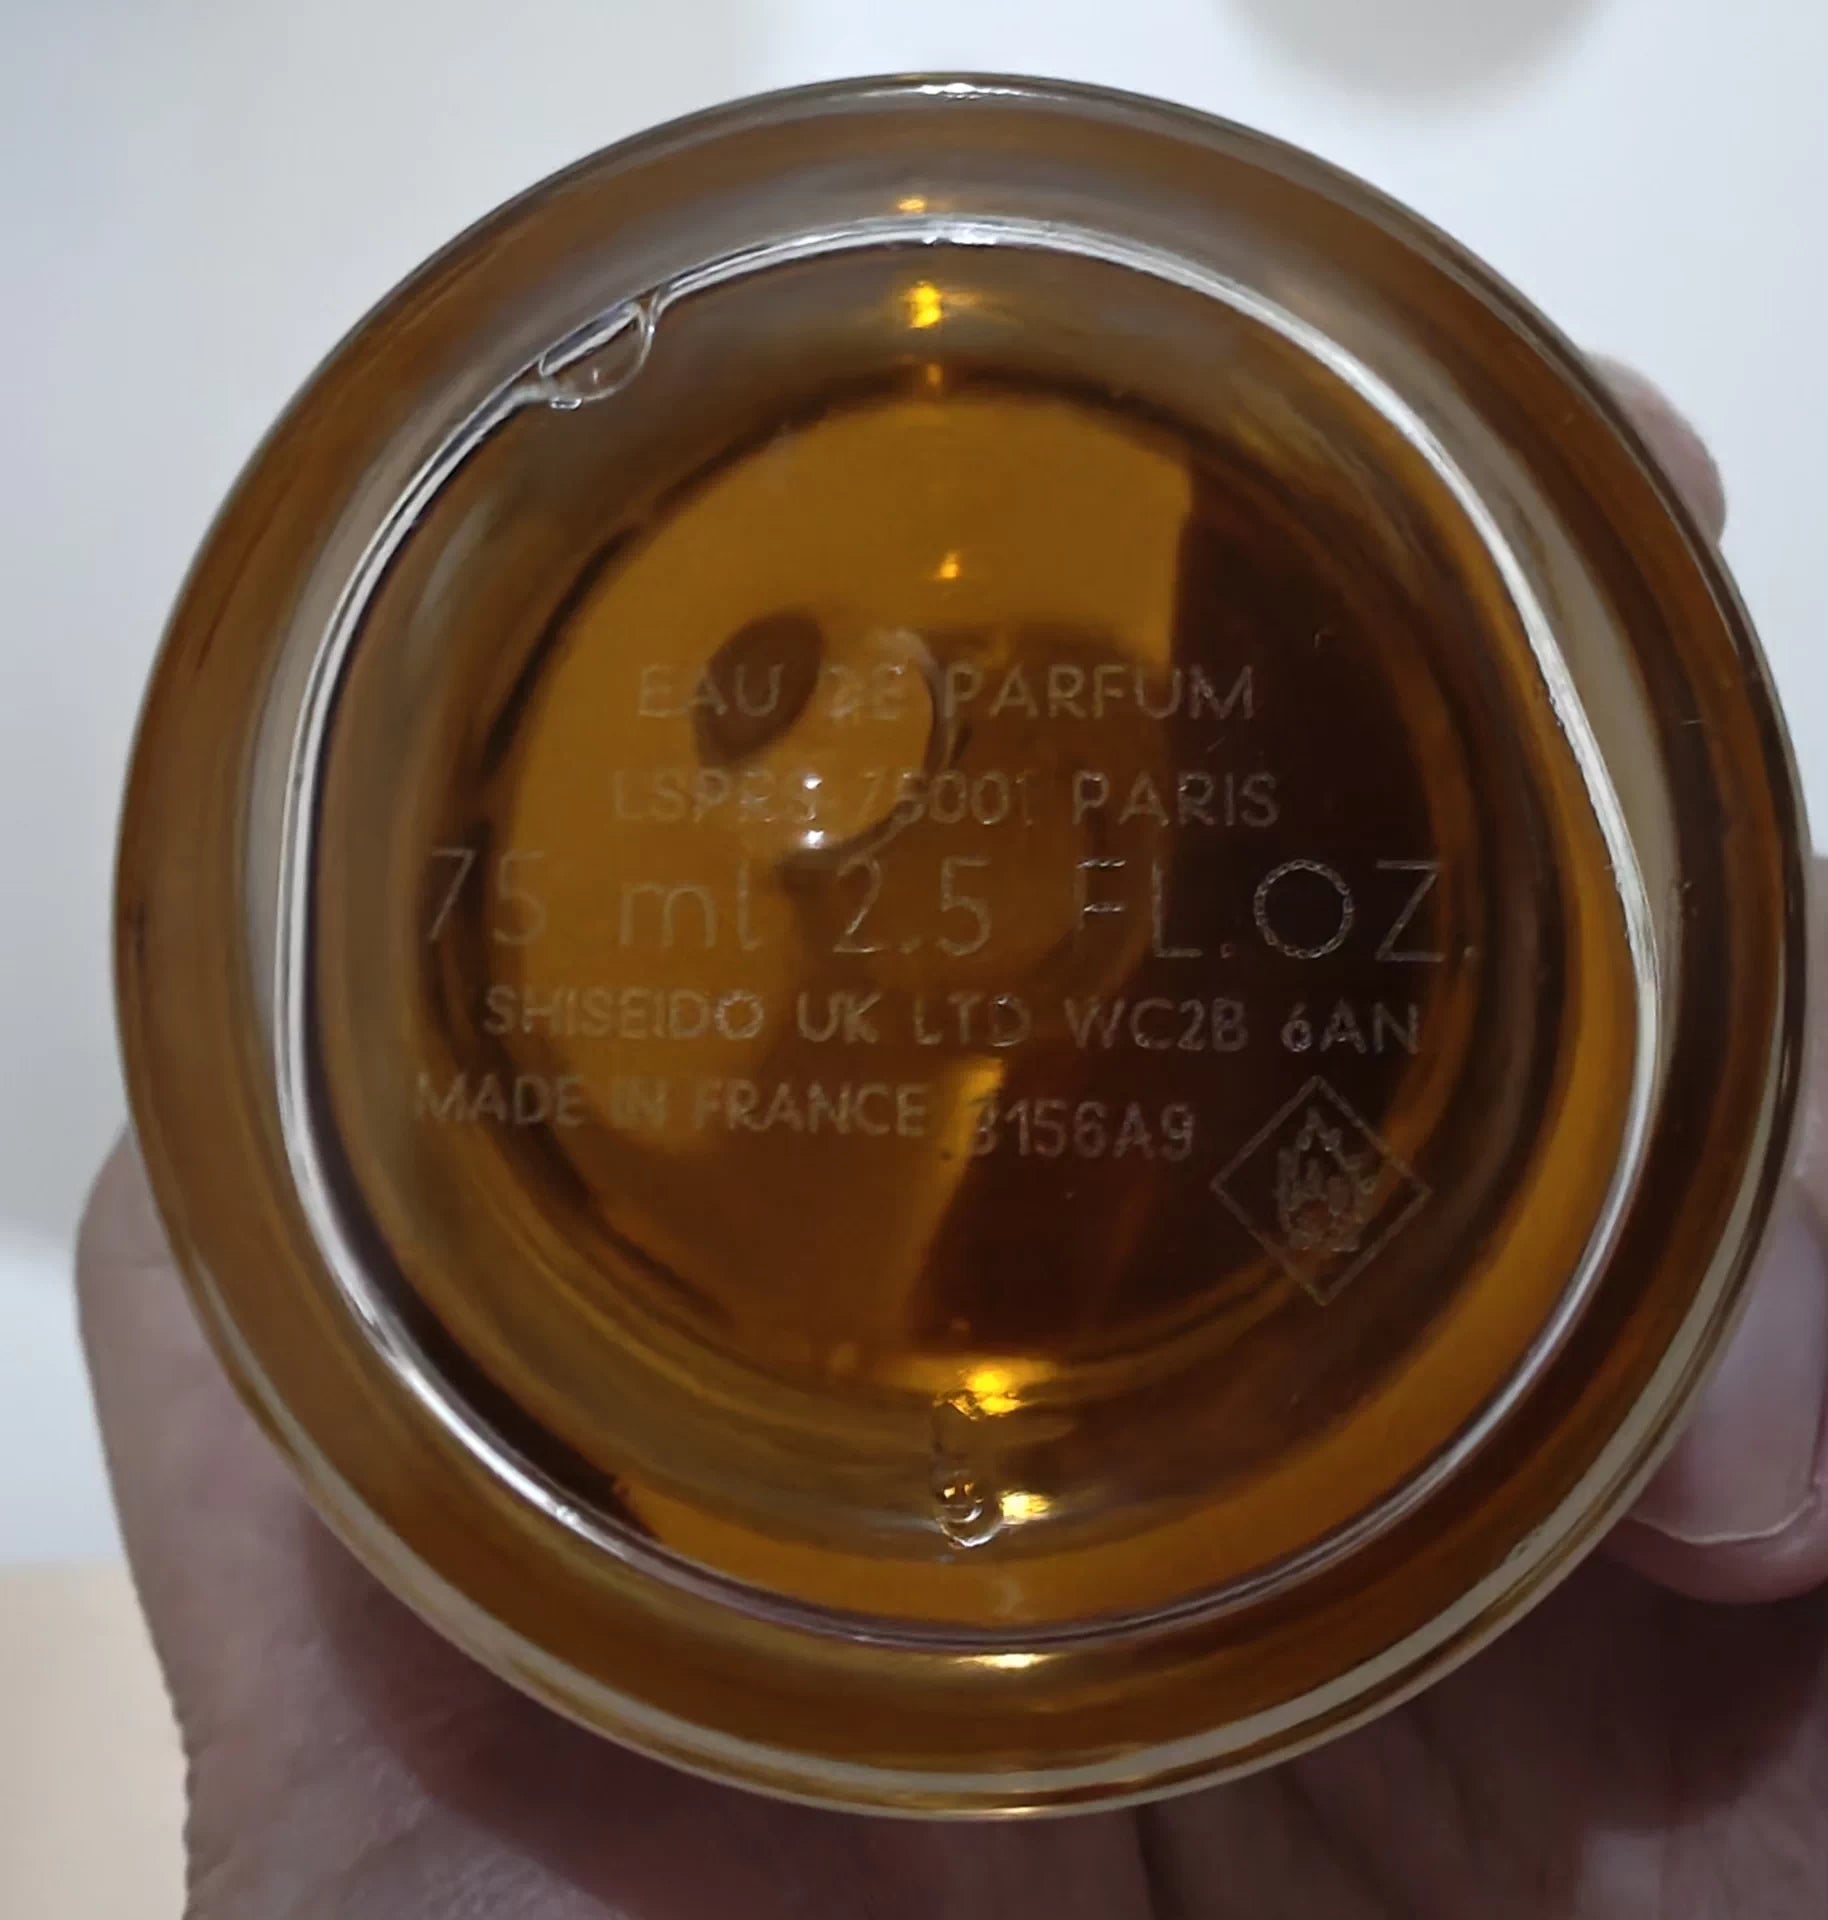 EAU DE PARFUM
LSPRS 75001 PARIS
75 ml 2.5 FL.OZ.
SHISEIDO UK LTD WC2B 6AN
MADE IN FRANCE 3156A9